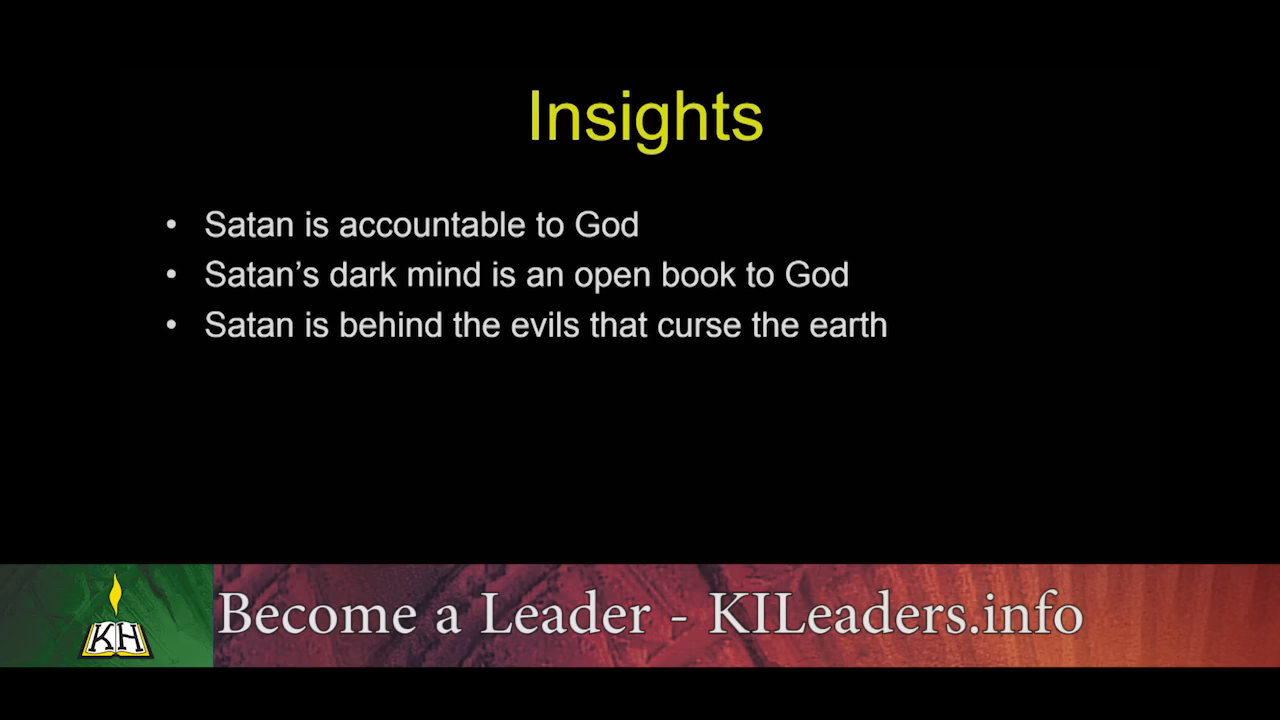 Insights
• Satan is accountable to God
• Satan’s dark mind is an open book to God
• Satan is behind the evils that curse the earth
KH
Become a Leader - KILeaders.info